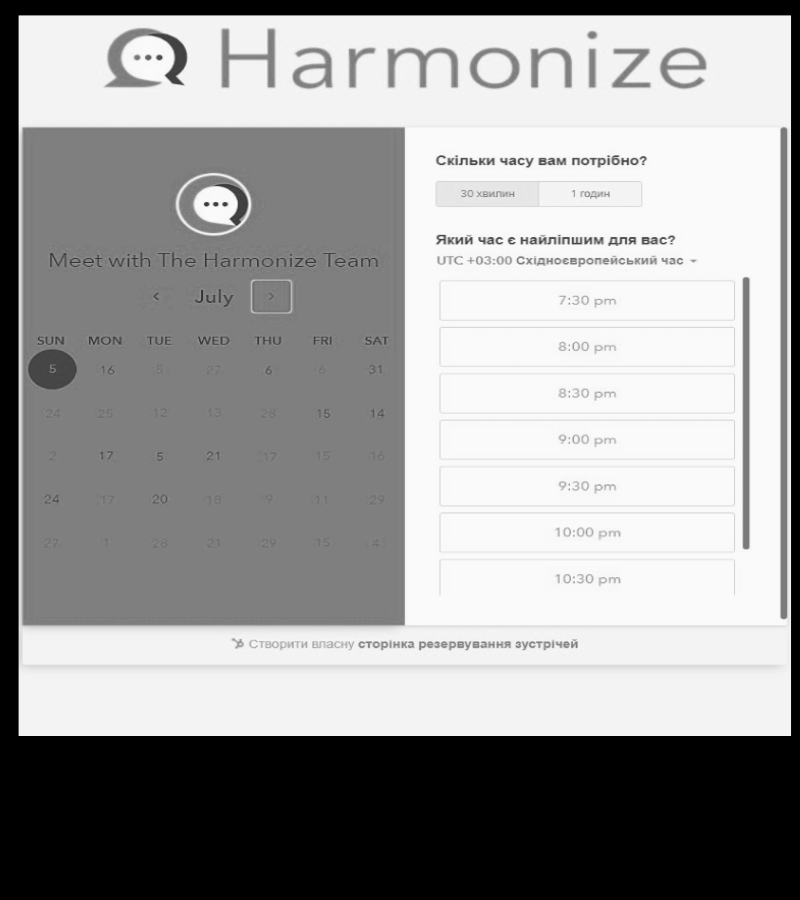 Harmonize
Meet with The Harmonize Team
July
SUN MON TUE WED THU FRI SAT
5 16 5 27 6 6 31
24 25 12 13 28 15 14
2 17 5 21 17 15 16
24 17 20 18 9 11 29
27 1 28 21 29 15 4
Скільки часу вам потрібно?
30 хвилин 1 годин
Який час є найліпшим для вас?
UTC +03:00 Східноєвропейський час
7:30 pm
8:00 pm
8:30 pm
9:00 pm
9:30 pm
10:00 pm
10:30 pm
Створити власну сторінка резервування зустрічей